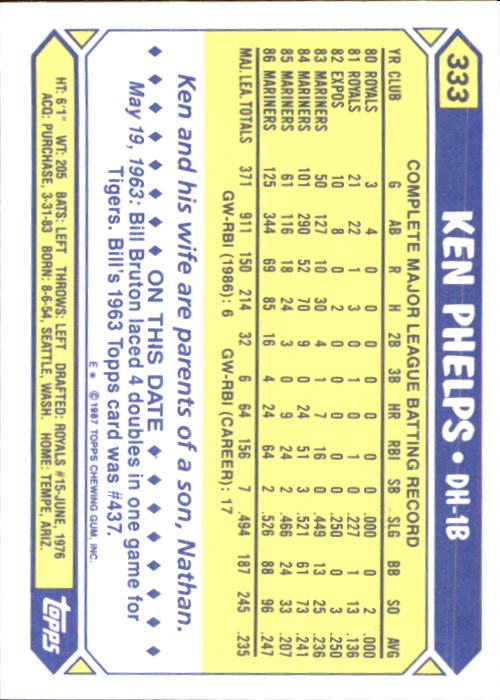 333 KEN PHELPS • DH-1B
COMPLETE MAJOR LEAGUE BATTING RECORD
YR CLUB G AB R H 2B 3B HR RBI SB SLG BB SO AVG
80 ROYALS 3 4 0 0 0 0 0 0 0 .000 0 2 .000
81 ROYALS 21 22 1 3 0 1 0 1 0 .227 1 13 .136
82 EXPOS 10 8 0 2 0 0 0 0 0 .250 0 3 .250
83 MARINERS 50 127 10 30 4 1 7 16 0 .449 13 25 .236
84 MARINERS 101 290 52 70 9 0 24 51 3 .521 61 73 .241
85 MARINERS 61 116 18 24 3 0 9 24 2 .466 24 33 .207
86 MARINERS 125 344 69 85 16 4 24 64 2 .526 88 96 .247
MAJ. LEA. TOTALS 371 911 150 214 32 6 64 156 7 .494 187 245 .235
GW-RBI (1986): 6 GW-RBI (CAREER): 17
Ken and his wife are parents of a son, Nathan.
ON THIS DATE
May 19, 1963: Bill Bruton laced 4 doubles in one game for
Tigers. Bill's 1963 Topps card was #437.
E* ©1987 TOPPS CHEWING GUM, INC.
HT: 6'1" WT: 205 BATS: LEFT THROWS: LEFT DRAFTED: ROYALS #15-JUNE, 1976
ACQ: PURCHASE, 3-31-83 BORN: 8-6-54, SEATTLE, WASH. HOME: TEMPE, ARIZ.
topps